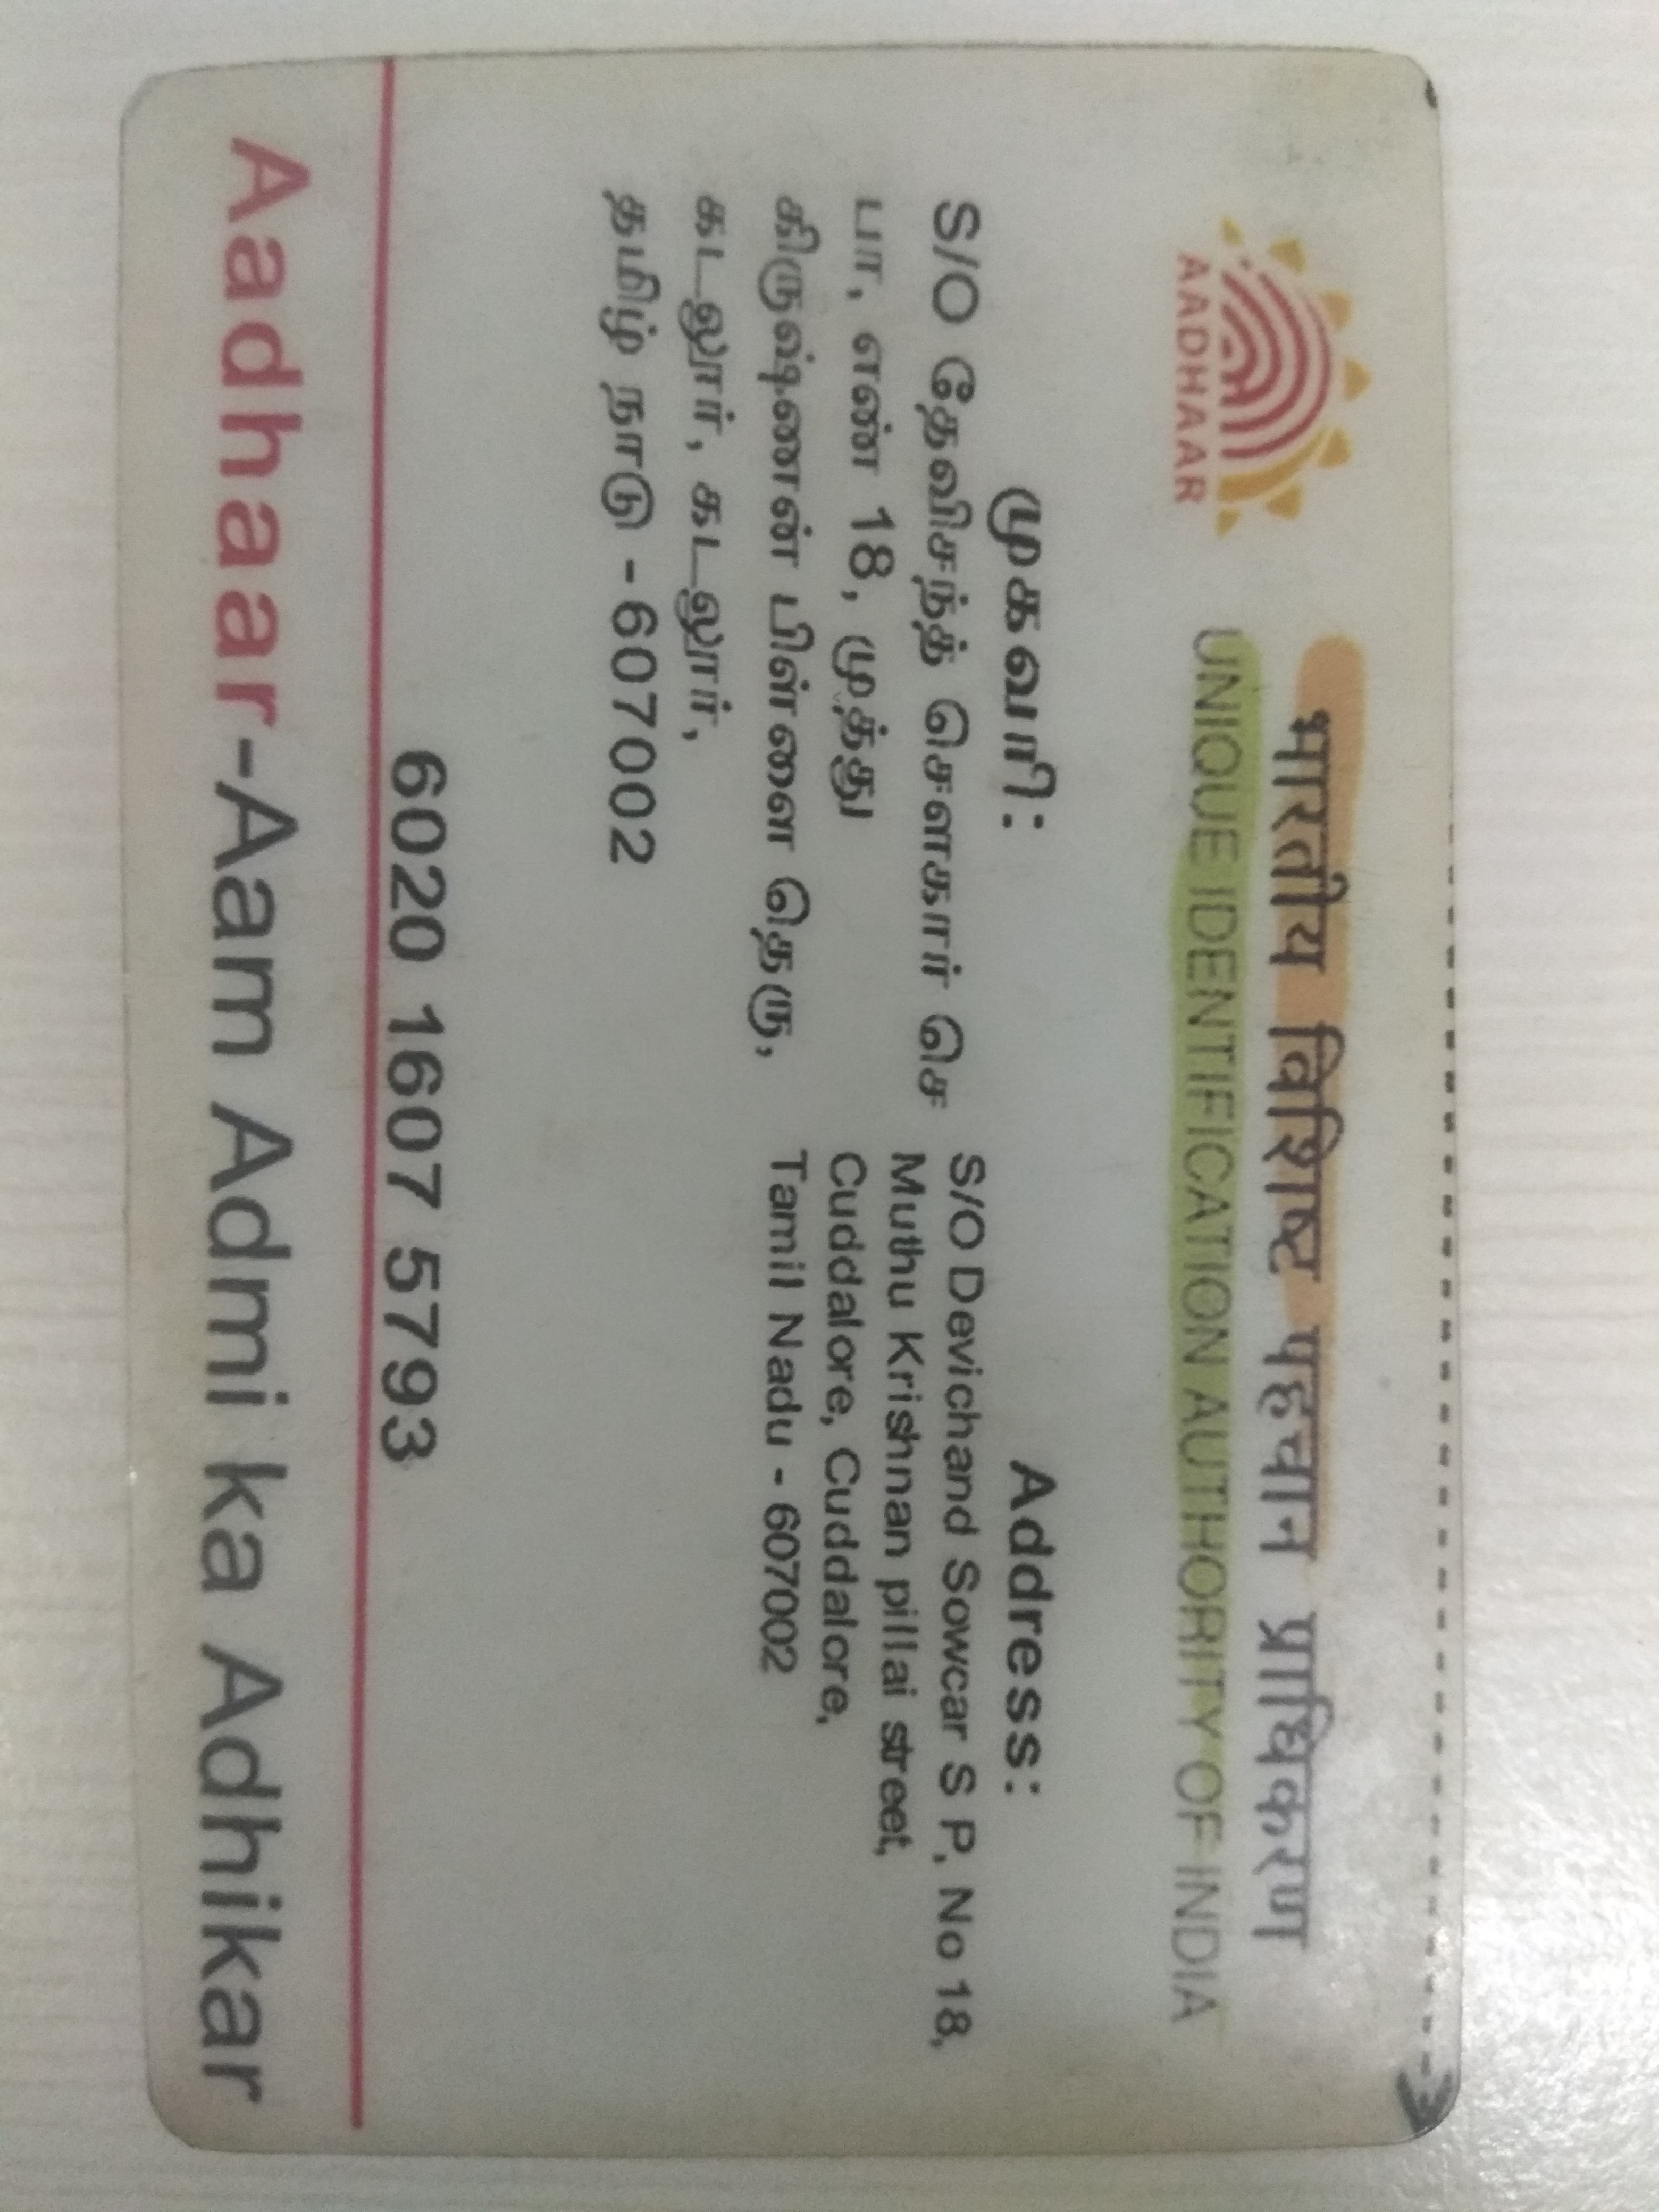 भारतीय विशिष्ट पहचान प्राधिकरण
UNIQUE IDENTIFICATION AUTHORITY OF INDIA
AADHAAR
முகவரி:
S/O தேவிசந்த் சௌகார் செ
பா, எண் 18, முத்து
கிருஷ்ணன் பிள்ளை தெரு,
கடலூர், கடலூர்,
தமிழ் நாடு - 607002
Address:
S/O Devichand Sowcar S P, No 18,
Muthu Krishnan pillai street,
Cuddalore, Cuddalore,
Tamil Nadu - 607002
6020 1607 5793
Aadhaar-Aam Admi ka Adhikar